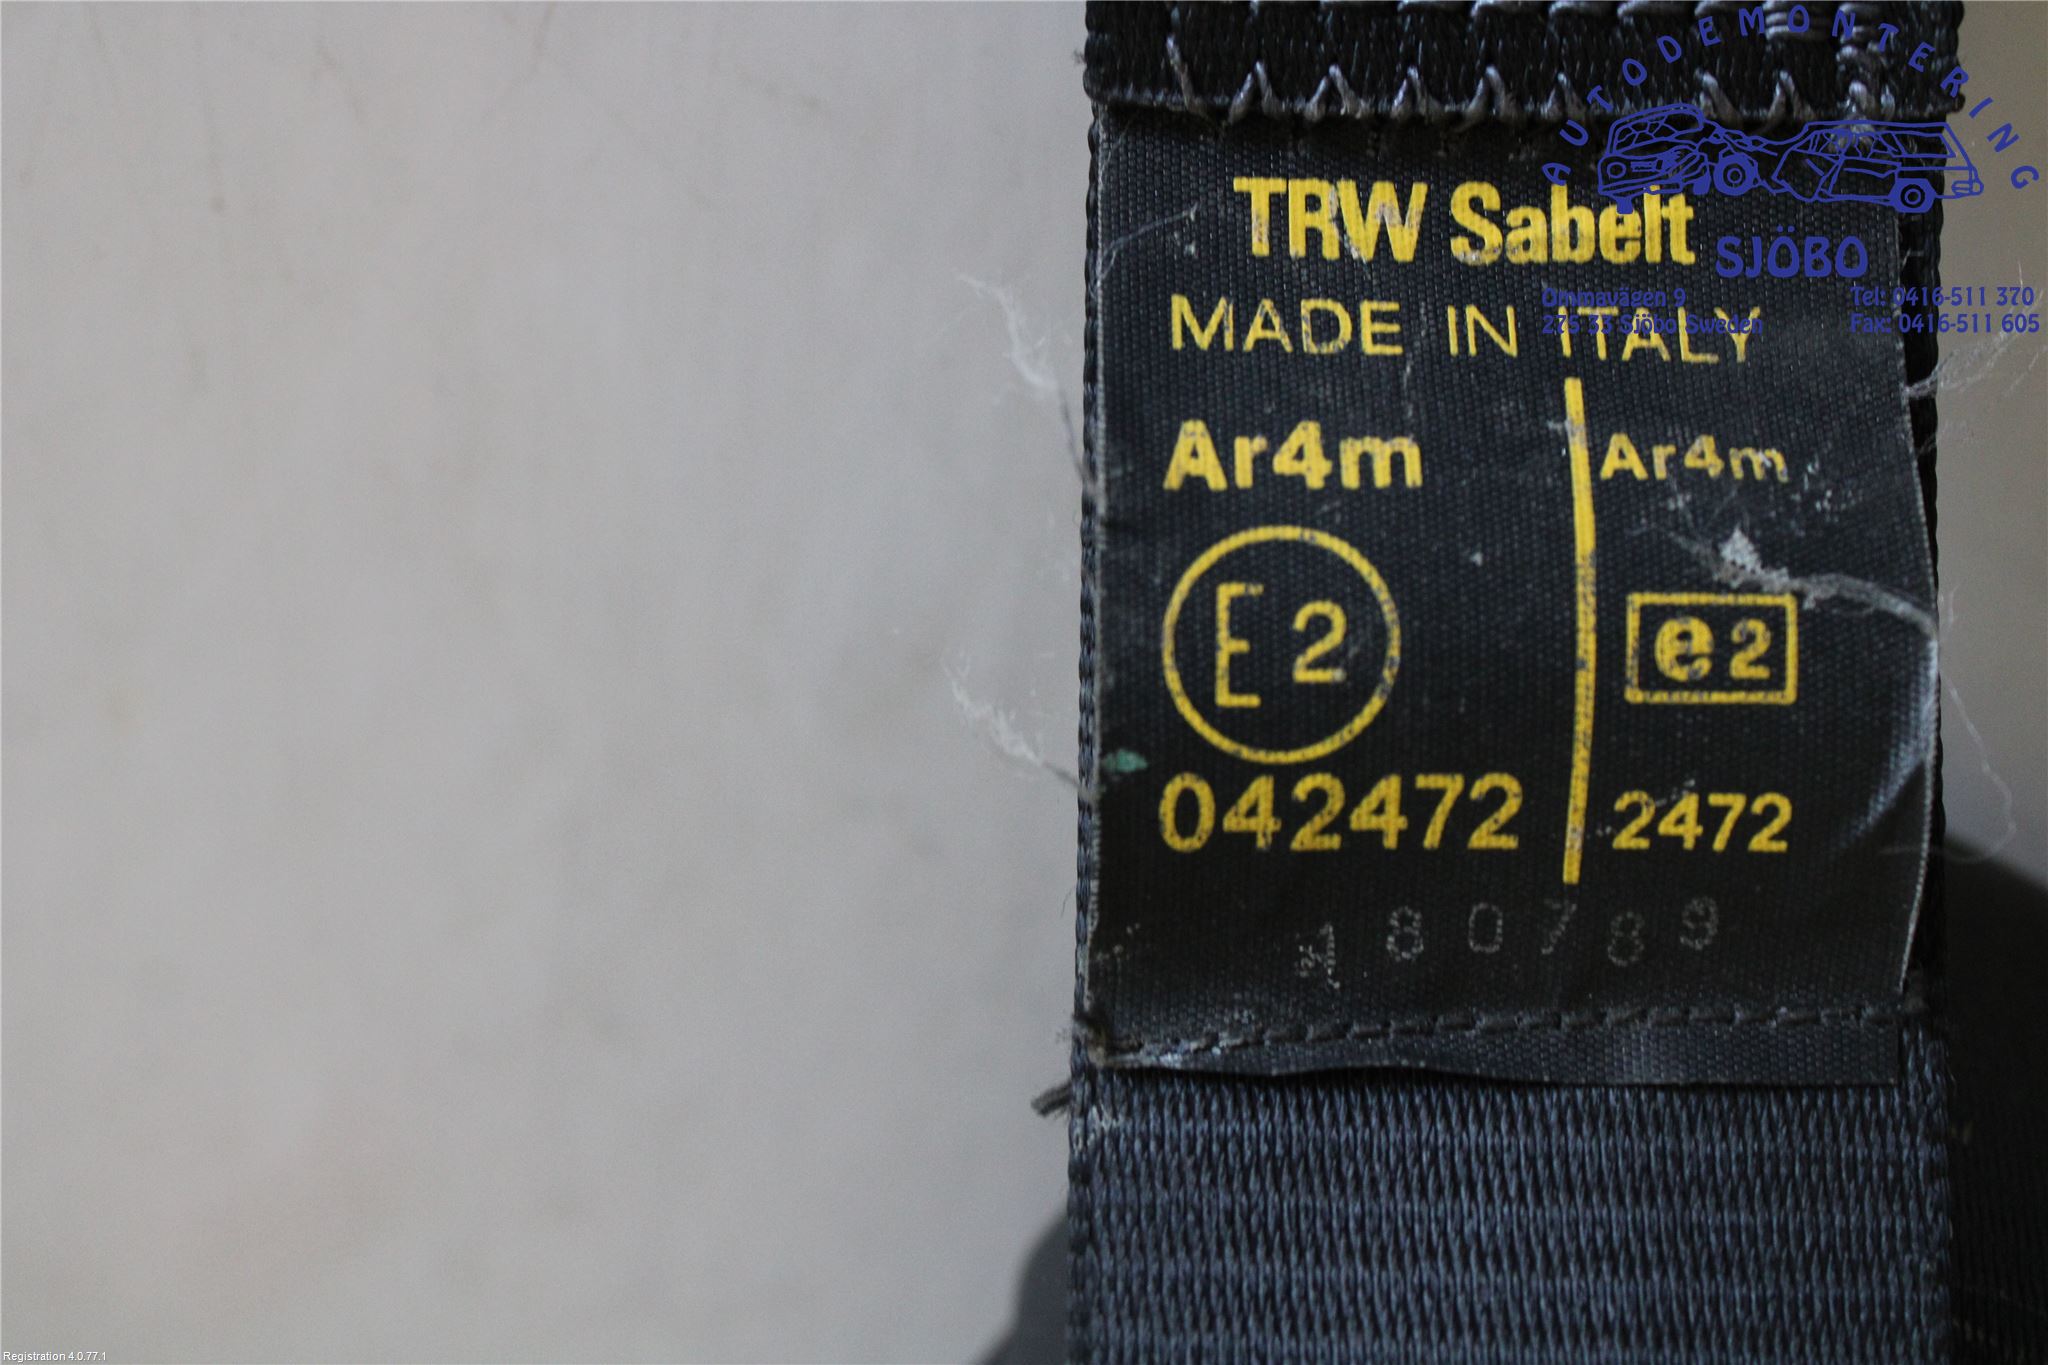 AUTODEMONTERING
TRW Sabelt
SJÖBO
MADE IN ITALY
Ommavägen 9
275 33 Sjöbo Sweden
Tel: 0416-511 370
Fax: 0416-511 605
Ar4m
Ar4m
E2
e2
042472
2472
180789
Registration 4.0.77.1